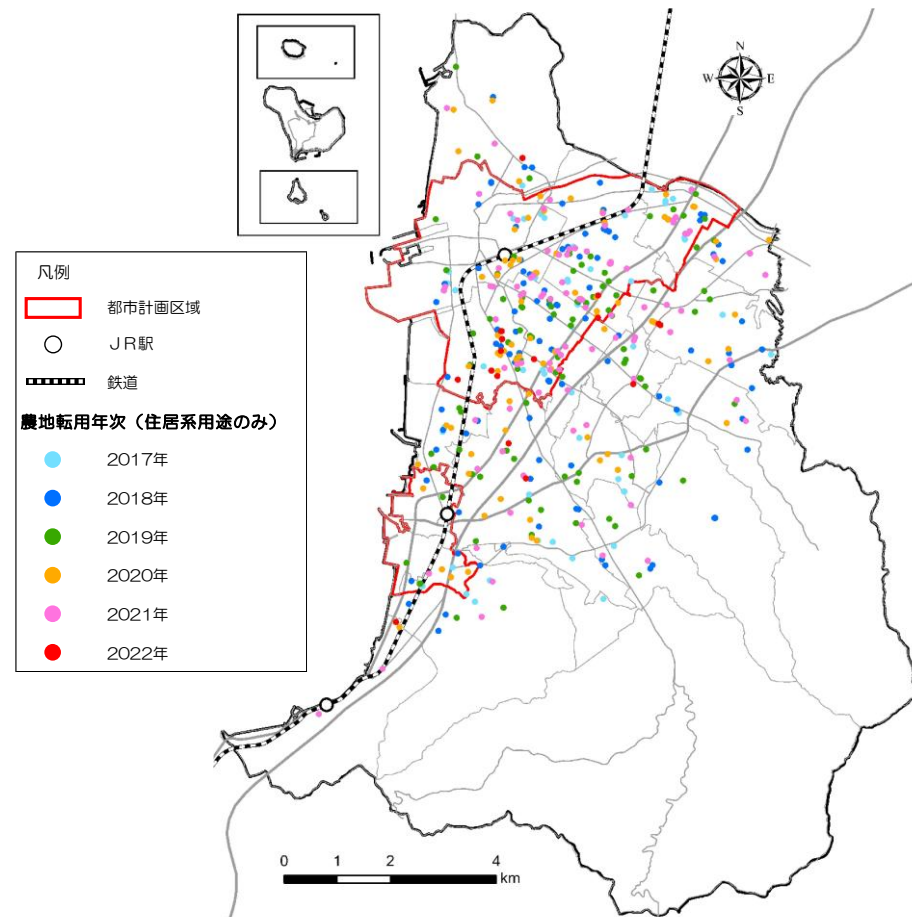 N
W
E
S
凡例
都市計画区域
ＪＲ駅
鉄道
農地転用年次（住居系用途のみ）
2017年
2018年
2019年
2020年
2021年
2022年
0 1 2 4
km